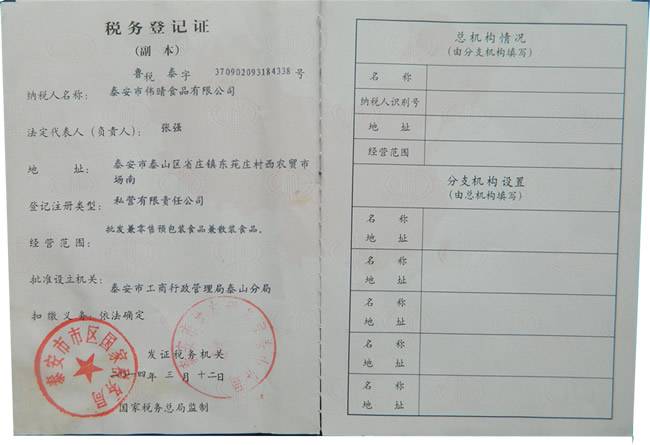 税务登记证
(副本)
鲁税 泰字 370902093184338 号
纳税人名称: 泰安市伟晴食品有限公司
法定代表人(负责人): 张强
地 址: 泰安市泰山区省庄镇东苑庄村西农贸市
场南
登记注册类型: 私营有限责任公司
经营范围: 批发兼零售预包装食品兼散装食品。
批准设立机关: 泰安市工商行政管理局泰山分局
扣缴义务: 依法确定
发证税务机关
二〇一四年 三 月 十二日
国家税务总局监制
泰安市市区国家税务局
总机构情况
(由分支机构填写)
名 称
纳税人识别号
地 址
经营范围
分支机构设置
(由总机构填写)
名 称
地 址
名 称
地 址
名 称
地 址
名 称
地 址
名 称
地 址